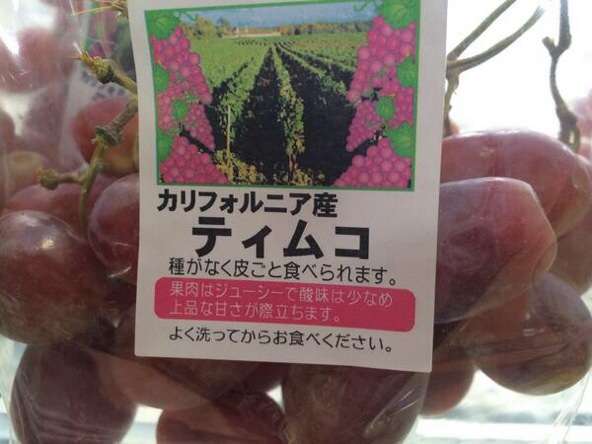 カリフォルニア産
ティムコ
種がなく皮ごと食べられます。
果肉はジューシーで酸味は少なめ
上品な甘さが際立ちます。
よく洗ってからお食べください。